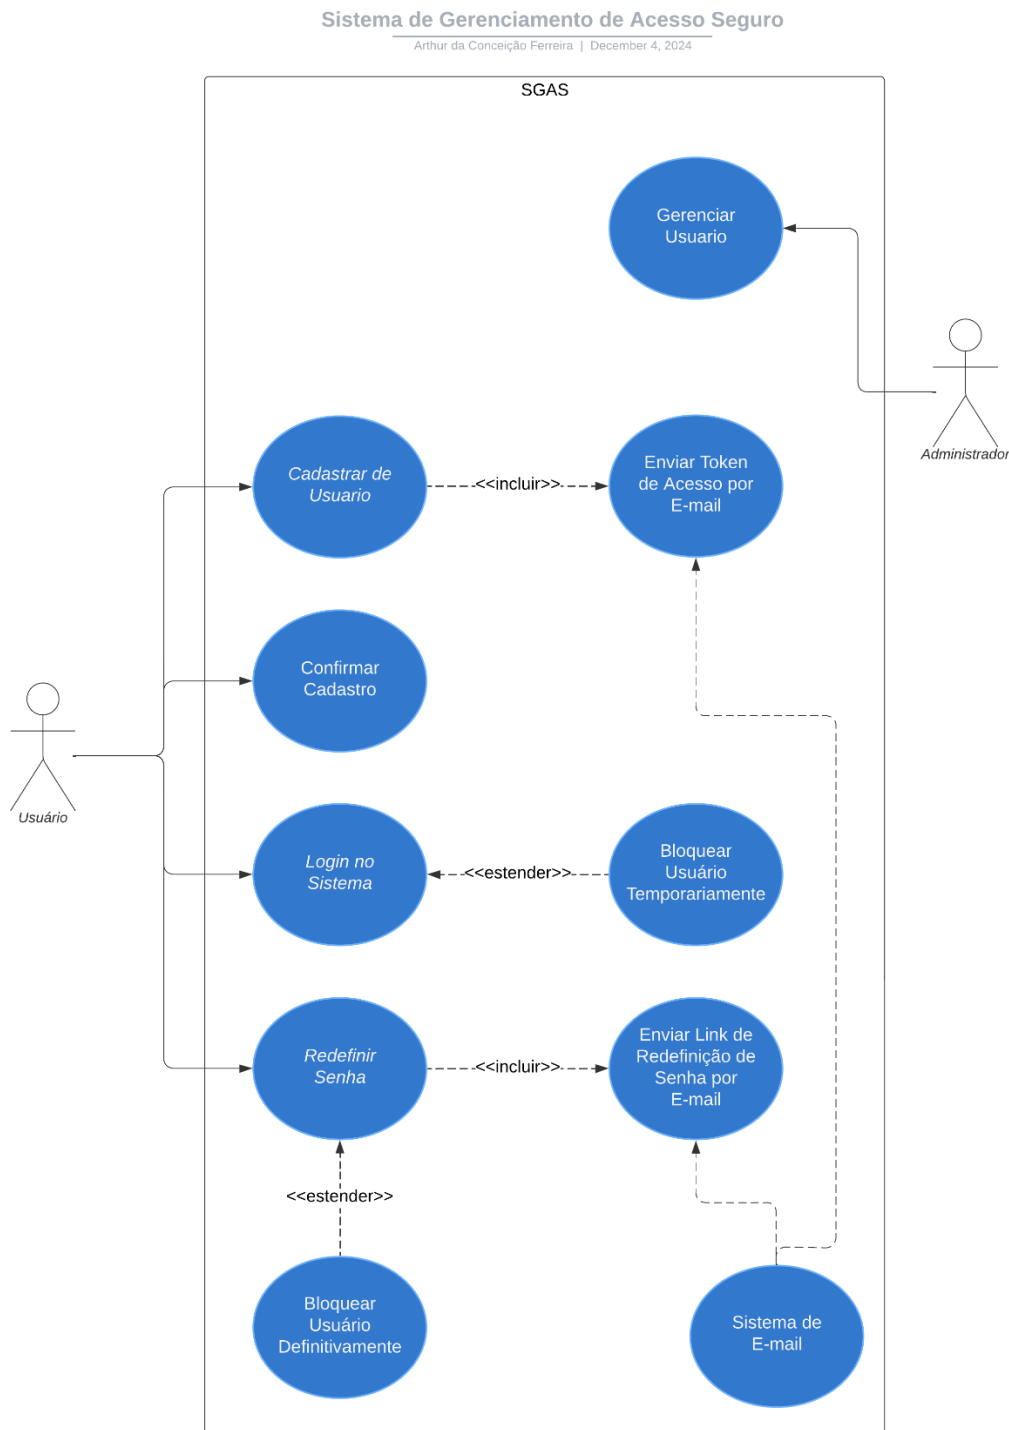 Sistema de Gerenciamento de Acesso Seguro
Arthur da Conceição Ferreira | December 4, 2024
SGAS
Gerenciar
Usuario
Administrador
Cadastrar de
Usuario
<<incluir>>
Enviar Token
de Acesso por
E-mail
Confirmar
Cadastro
Usuário
Login no
Sistema
<<estender>>
Bloquear
Usuário
Temporariamente
Redefinir
Senha
<<incluir>>
Enviar Link de
Redefinição de
Senha por
E-mail
<<estender>>
Bloquear
Usuário
Definitivamente
Sistema de
E-mail